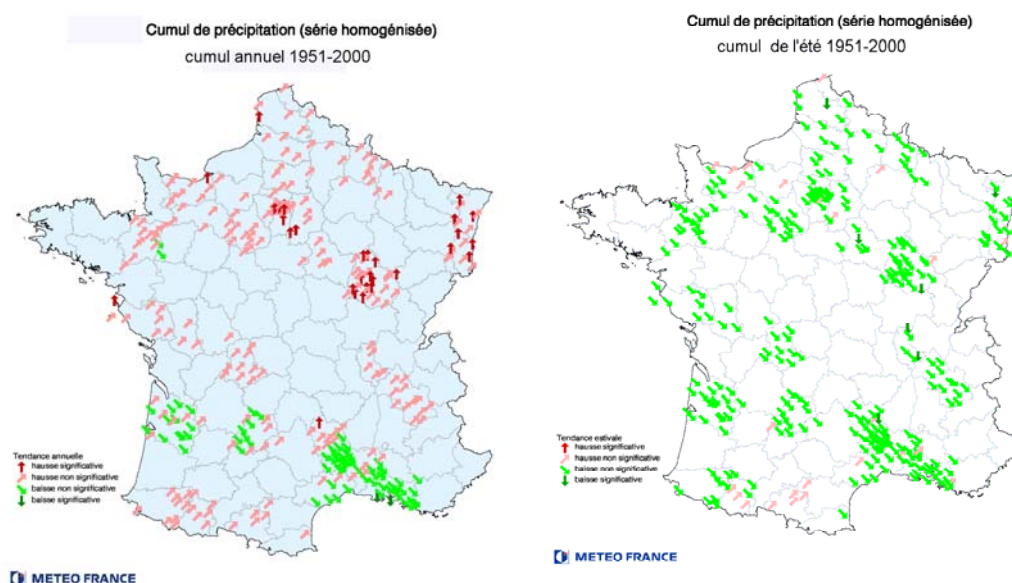 Cumul de précipitation (série homogénisée)
cumul annuel 1951-2000
Tendance annuelle
hausse significative
hausse non significative
baisse non significative
baisse significative
METEO FRANCE
Cumul de précipitation (série homogénisée)
cumul de l'été 1951-2000
Tendance estivale
hausse significative
hausse non significative
baisse non significative
baisse significative
METEO FRANCE